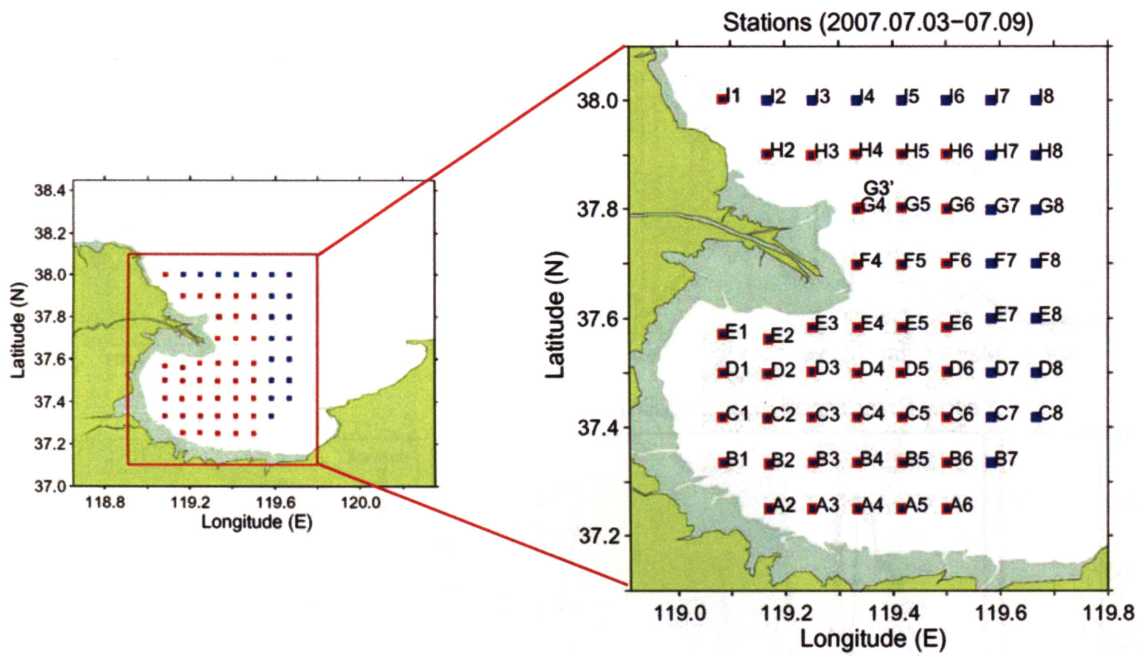 Stations (2007.07.03−07.09)
38.0
37.8
37.6
37.4
37.2
Latitude (N)
I1 I2 I3 I4 I5 I6 I7 I8
H2 H3 H4 H5 H6 H7 H8
G3'
G4 G5 G6 G7 G8
F4 F5 F6 F7 F8
E1 E2 E3 E4 E5 E6 E7 E8
D1 D2 D3 D4 D5 D6 D7 D8
C1 C2 C3 C4 C5 C6 C7 C8
B1 B2 B3 B4 B5 B6 B7
A2 A3 A4 A5 A6
119.0 119.2 119.4 119.6 119.8
Longitude (E)
38.4
38.2
38.0
37.8
37.6
37.4
37.2
37.0
Latitude (N)
118.8 119.2 119.6 120.0
Longitude (E)